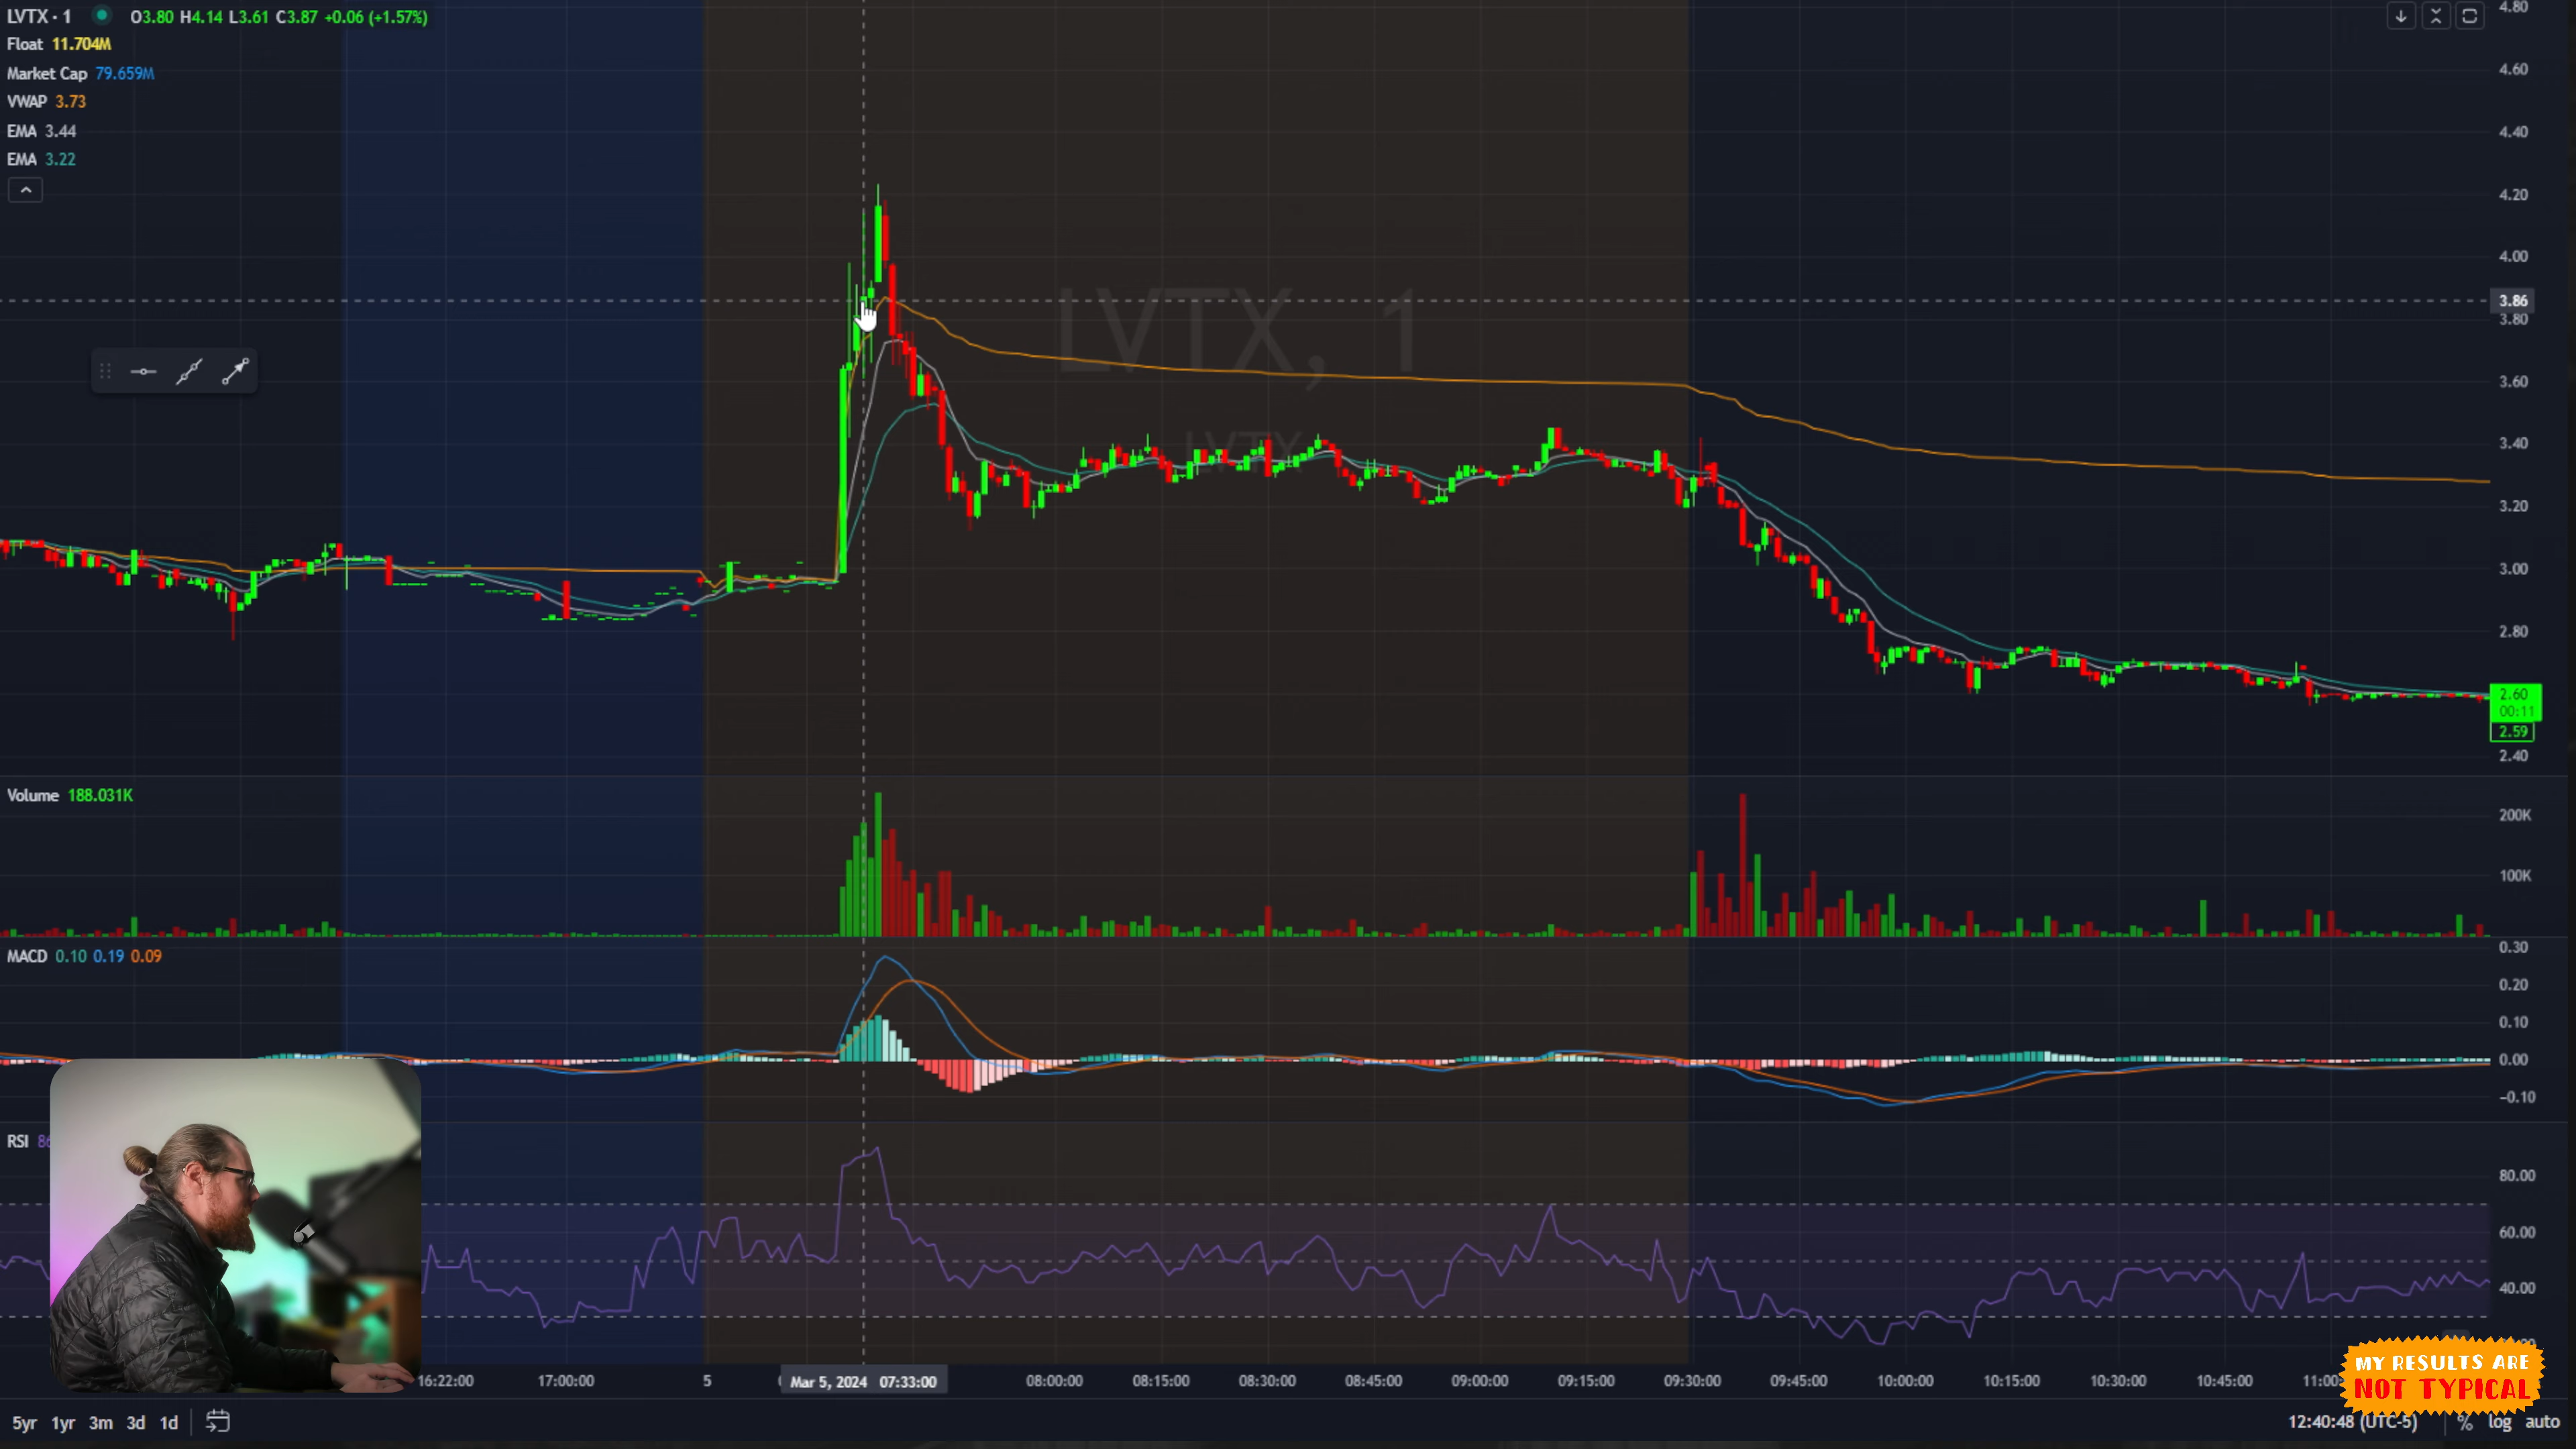 LVTX · 1 O3.80 H4.14 L3.61 C3.87 +0.06 (+1.57%)
Float 11.704M
Market Cap 79.659M
VWAP 3.73
EMA 3.44
EMA 3.22
LVTX, 1
LVTX
4.80
4.60
4.40
4.20
4.00
3.86
3.80
3.60
3.40
3.20
3.00
2.80
2.60
00:11
2.59
2.40
Volume 188.031K
200K
100K
MACD 0.10 0.19 0.09
0.30
0.20
0.10
0.00
-0.10
RSI
80.00
60.00
40.00
16:22:00 17:00:00 5 Mar 5, 2024 07:33:00 08:00:00 08:15:00 08:30:00 08:45:00 09:00:00 09:15:00 09:30:00 09:45:00 10:00:00 10:15:00 10:30:00 10:45:00
MY RESULTS ARE
NOT TYPICAL
5yr 1yr 3m 3d 1d 12:40:48 (UTC-5) % log auto